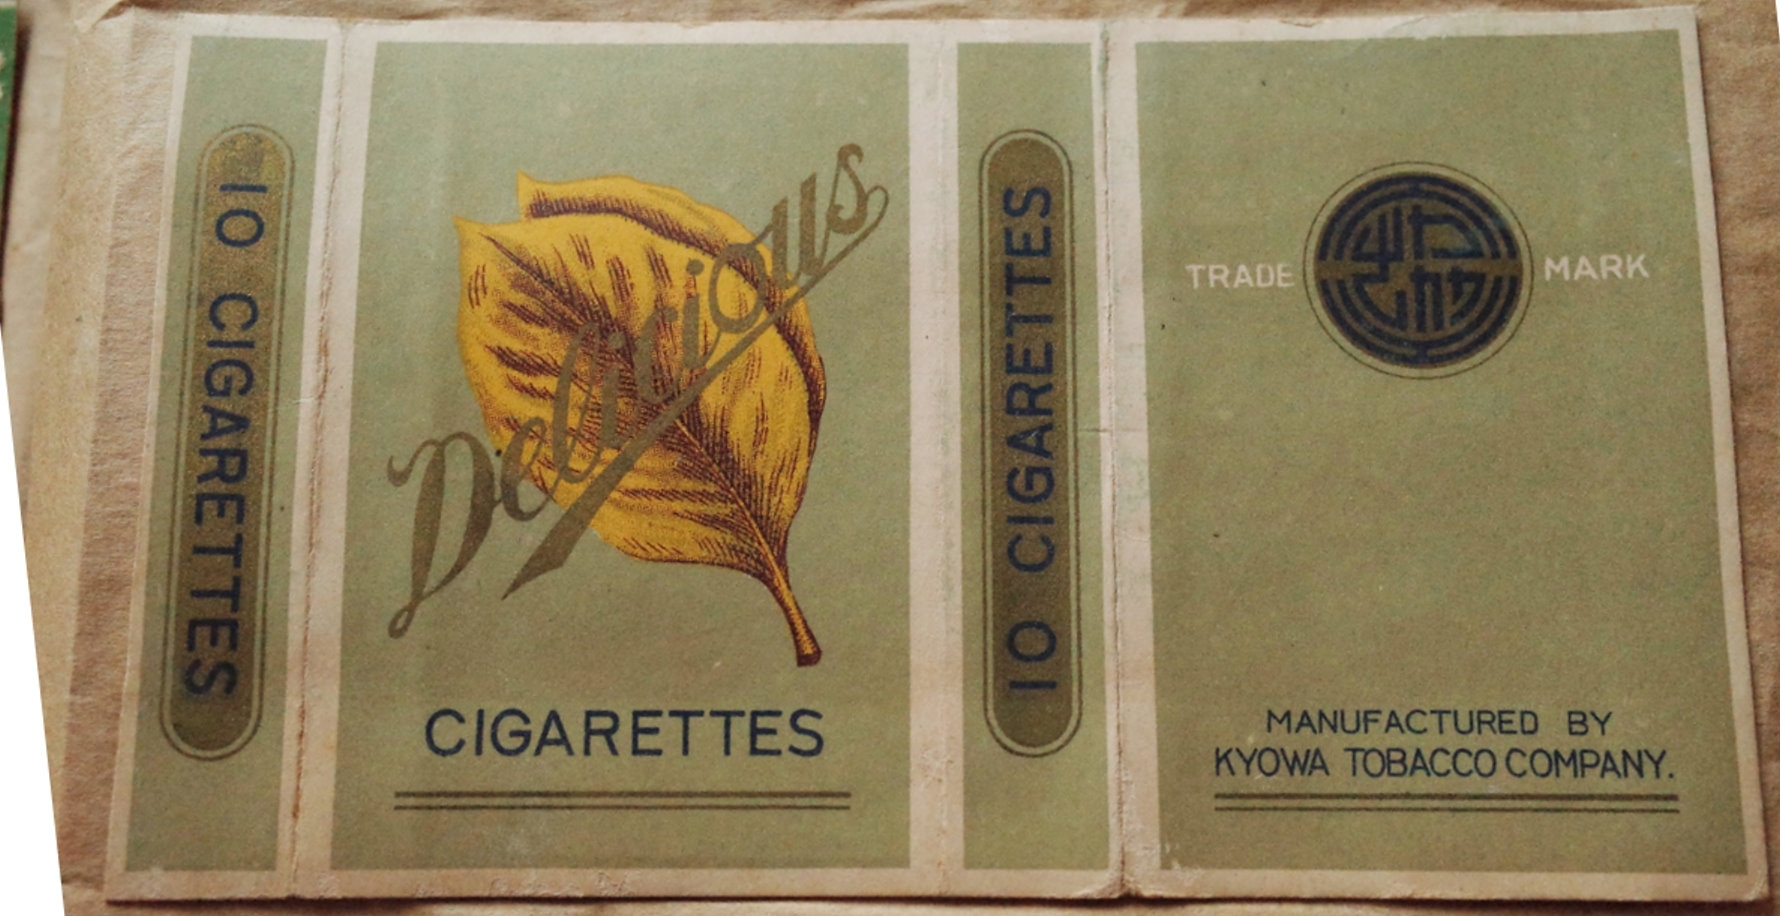 10 CIGARETTES
Delicious
CIGARETTES
10 CIGARETTES
TRADE MARK
MANUFACTURED BY
KYOWA TOBACCO COMPANY.